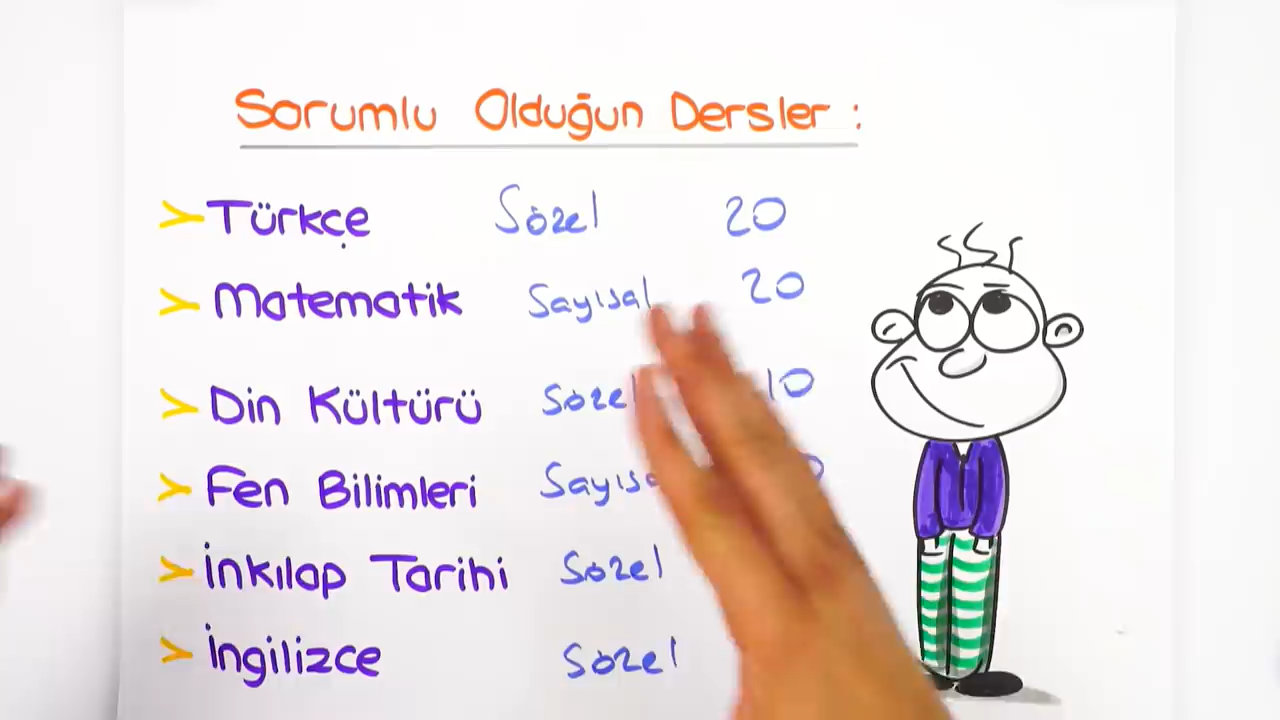 Sorumlu Olduğun Dersler :
Türkçe Sözel 20
Matematik Sayısal 20
Din Kültürü Sözel 10
Fen Bilimleri
İnkılap Tarihi Sözel
İngilizce Sözel